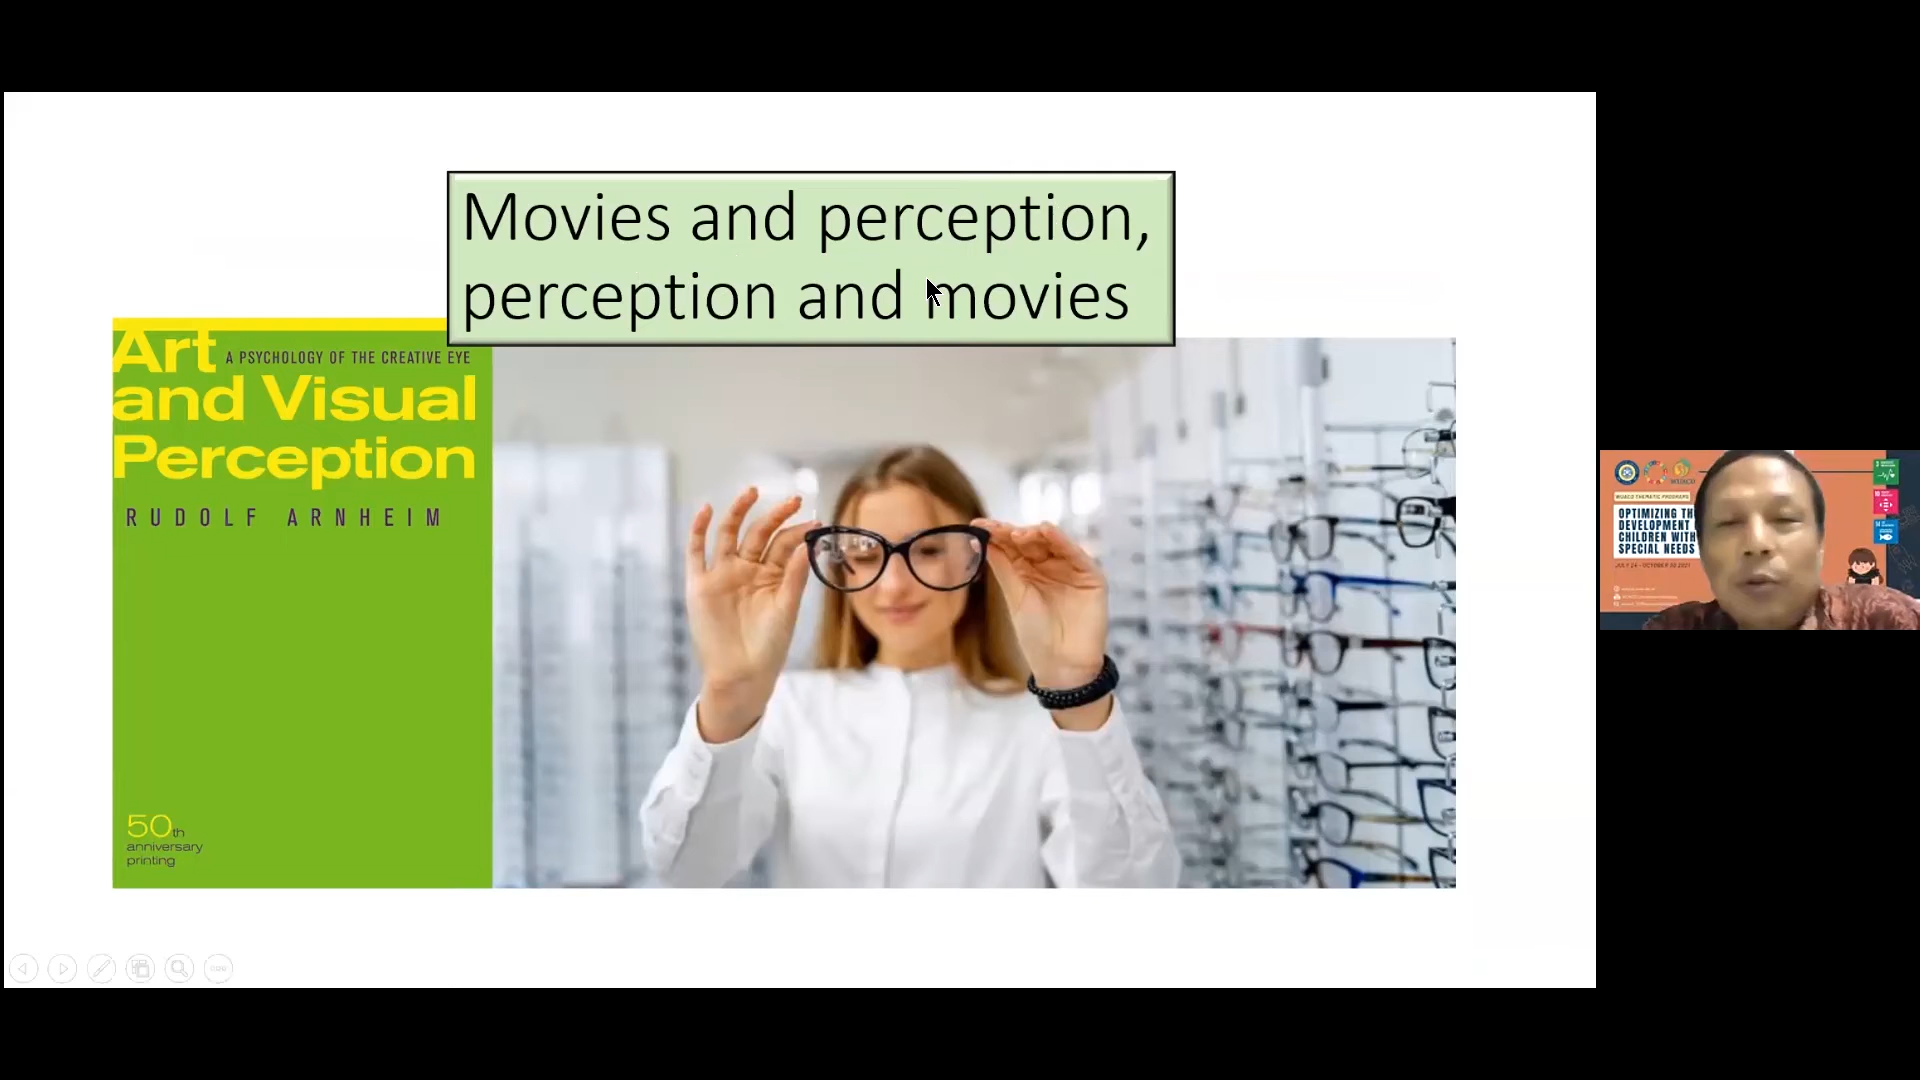 Movies and perception,
perception and movies
Art
A PSYCHOLOGY OF THE CREATIVE EYE
and Visual
Perception
RUDOLF ARNHEIM
50th
anniversary
printing
OPTIMIZING TH
DEVELOPMENT
CHILDREN WITH
SPECIAL NEEDS